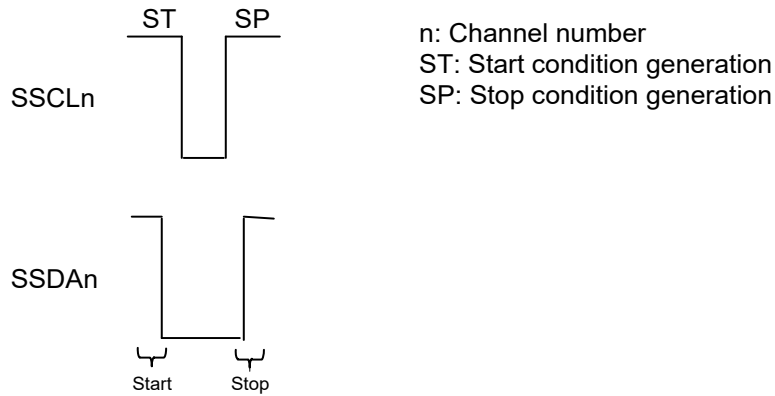 ST SP
n: Channel number
ST: Start condition generation
SP: Stop condition generation
SSCLn
SSDAn
Start Stop